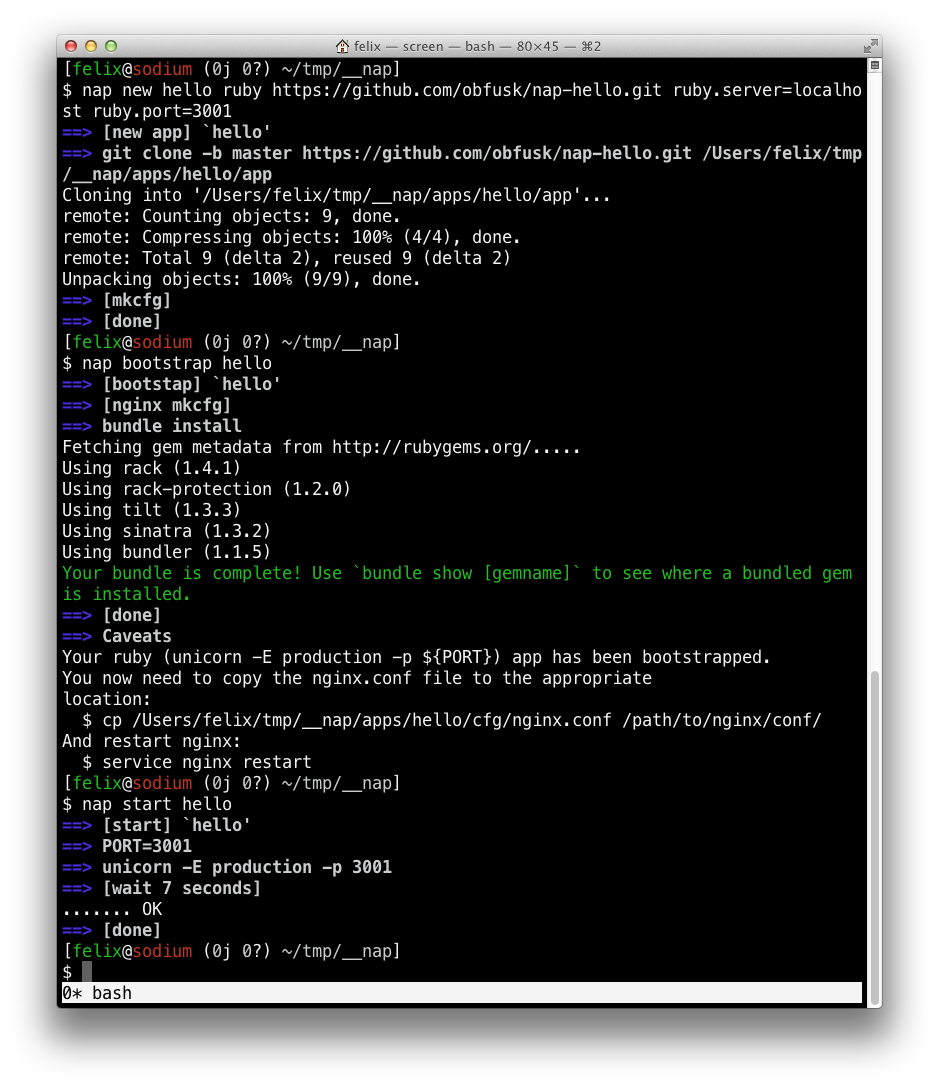 felix — screen — bash — 80×45 — ⌘2
[felix@sodium (0j 0?) ~/tmp/__nap]
$ nap new hello ruby https://github.com/obfusk/nap-hello.git ruby.server=localho
st ruby.port=3001
==> [new app] `hello'
==> git clone -b master https://github.com/obfusk/nap-hello.git /Users/felix/tmp
/__nap/apps/hello/app
Cloning into '/Users/felix/tmp/__nap/apps/hello/app'...
remote: Counting objects: 9, done.
remote: Compressing objects: 100% (4/4), done.
remote: Total 9 (delta 2), reused 9 (delta 2)
Unpacking objects: 100% (9/9), done.
==> [mkcfg]
==> [done]
[felix@sodium (0j 0?) ~/tmp/__nap]
$ nap bootstrap hello
==> [bootstap] `hello'
==> [nginx mkcfg]
==> bundle install
Fetching gem metadata from http://rubygems.org/.....
Using rack (1.4.1)
Using rack-protection (1.2.0)
Using tilt (1.3.3)
Using sinatra (1.3.2)
Using bundler (1.1.5)
Your bundle is complete! Use `bundle show [gemname]` to see where a bundled gem
is installed.
==> [done]
==> Caveats
Your ruby (unicorn -E production -p ${PORT}) app has been bootstrapped.
You now need to copy the nginx.conf file to the appropriate
location:
  $ cp /Users/felix/tmp/__nap/apps/hello/cfg/nginx.conf /path/to/nginx/conf/
And restart nginx:
  $ service nginx restart
[felix@sodium (0j 0?) ~/tmp/__nap]
$ nap start hello
==> [start] `hello'
==> PORT=3001
==> unicorn -E production -p 3001
==> [wait 7 seconds]
....... OK
==> [done]
[felix@sodium (0j 0?) ~/tmp/__nap]
$
0* bash